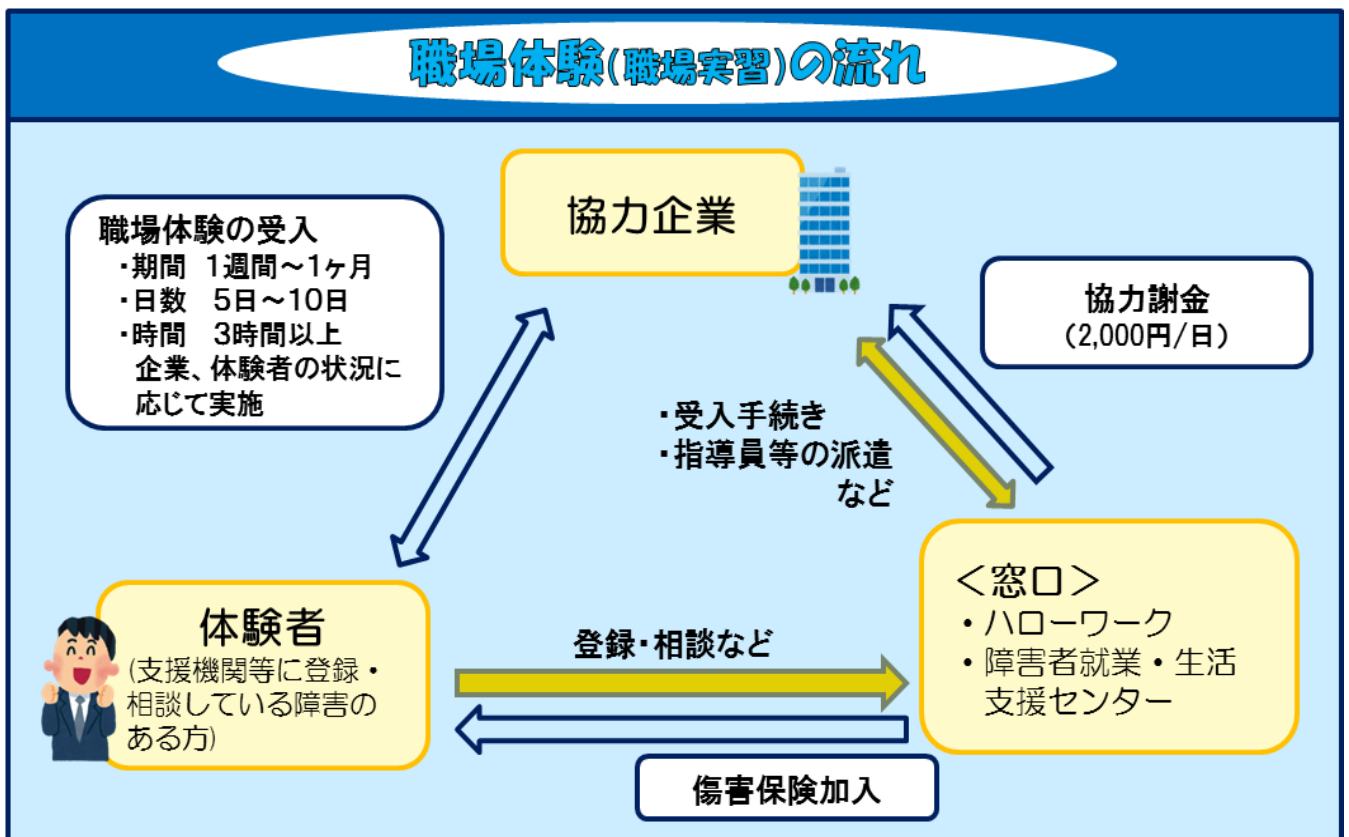 職場体験(職場実習)の流れ
協力企業
職場体験の受入
・期間 1週間～1ヶ月
・日数 5日～10日
・時間 3時間以上
企業、体験者の状況に
応じて実施
協力謝金
(2,000円/日)
・受入手続き
・指導員等の派遣
など
体験者
(支援機関等に登録・
相談している障害の
ある方)
登録・相談など
＜窓口＞
・ハローワーク
・障害者就業・生活
支援センター
傷害保険加入